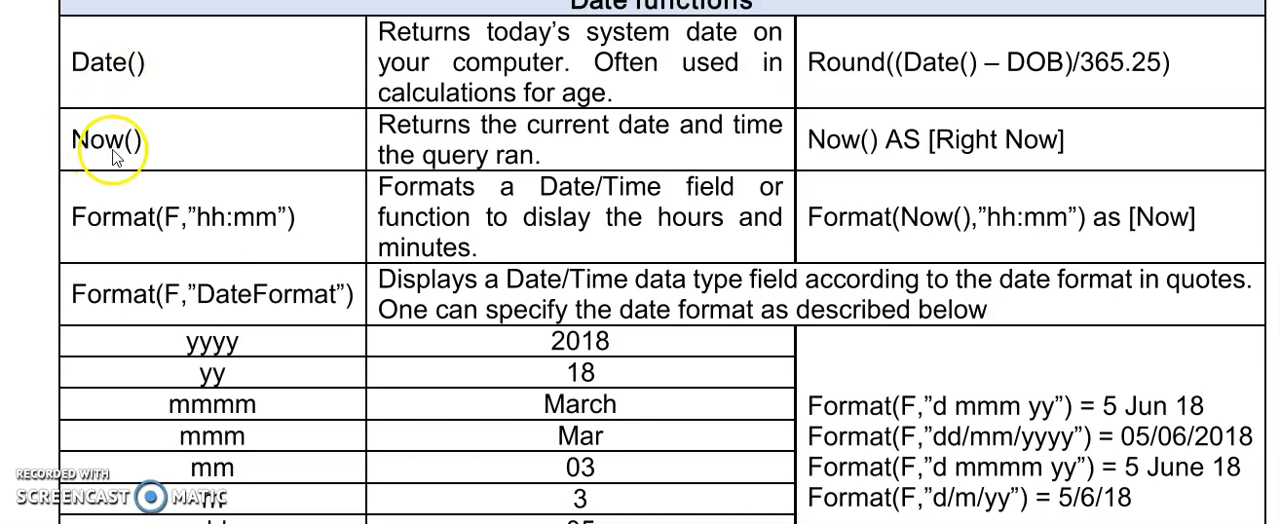 Date functions
Date()
Returns today’s system date on
your computer. Often used in
calculations for age.
Round((Date() – DOB)/365.25)
Now()
Returns the current date and time
the query ran.
Now() AS [Right Now]
Format(F,”hh:mm”)
Formats a Date/Time field or
function to dislay the hours and
minutes.
Format(Now(),”hh:mm”) as [Now]
Format(F,”DateFormat”)
Displays a Date/Time data type field according to the date format in quotes.
One can specify the date format as described below
yyyy
2018
yy
18
mmmm
March
mmm
Mar
mm
03
3
Format(F,”d mmm yy”) = 5 Jun 18
Format(F,”dd/mm/yyyy”) = 05/06/2018
Format(F,”d mmmm yy”) = 5 June 18
Format(F,”d/m/yy”) = 5/6/18
RECORDED WITH
SCREENCAST MATIC